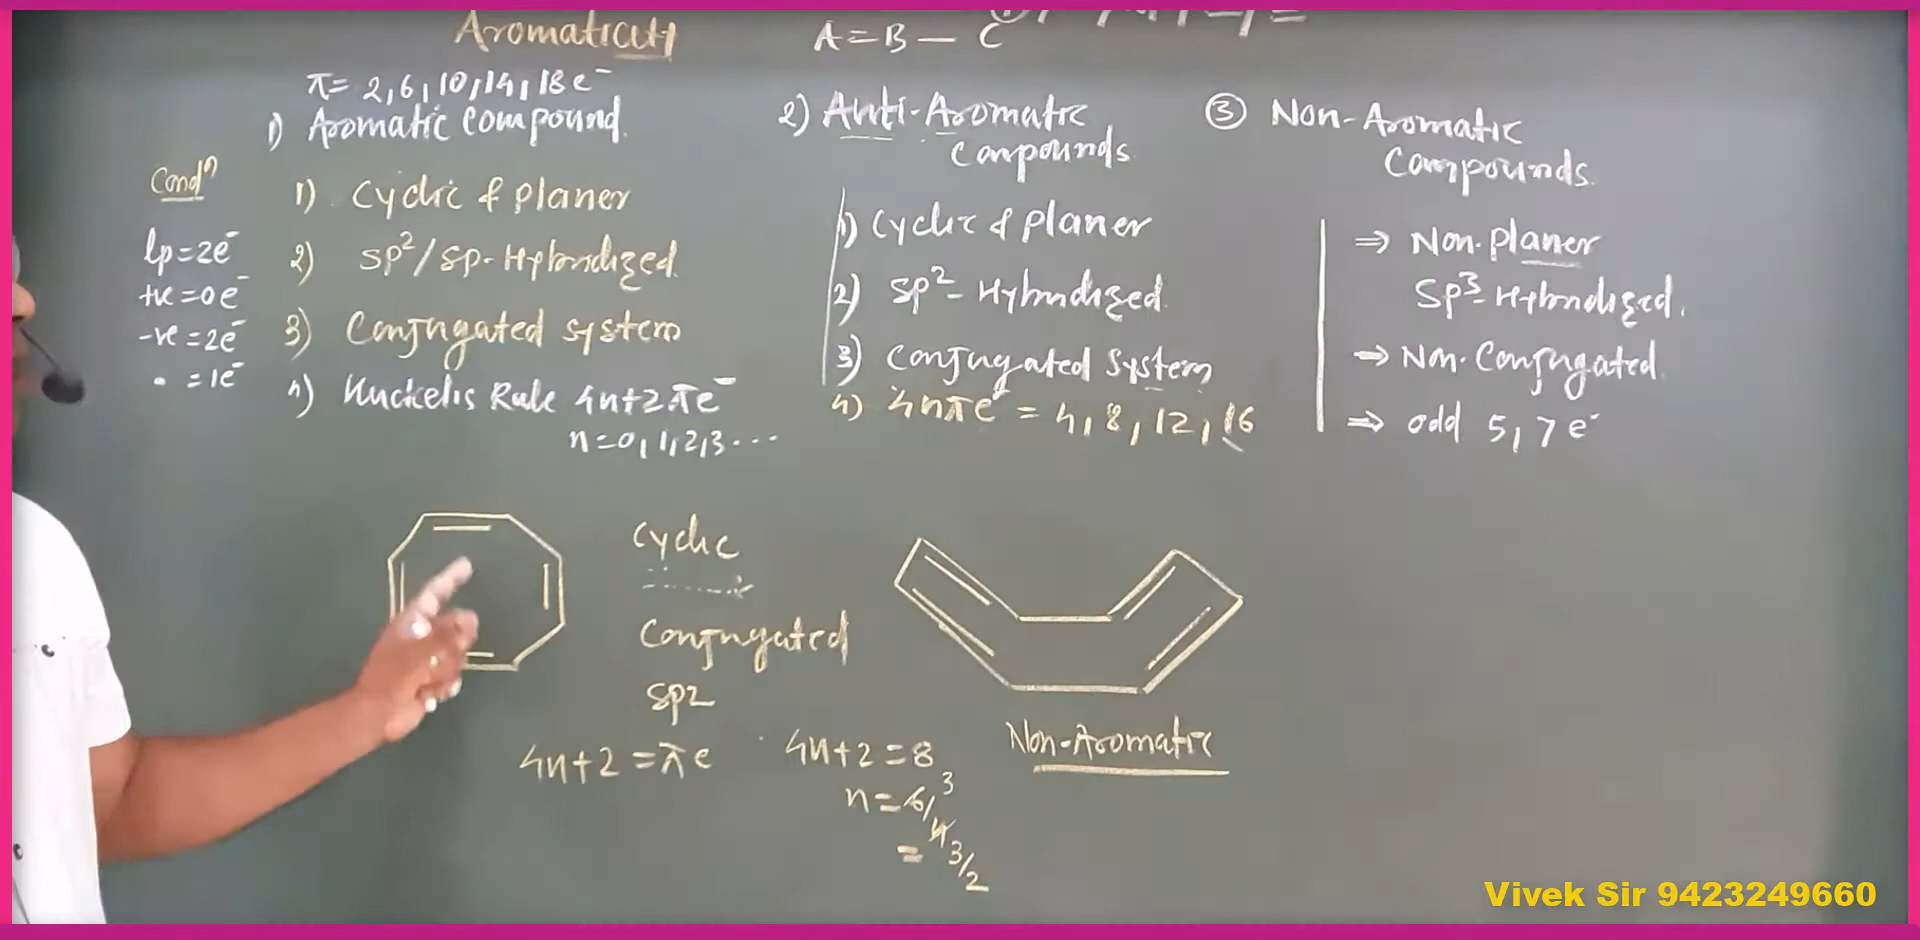 Aromaticity
A=B-C
π=2,6,10,14,18e⁻
1) Aromatic Compound.
Condⁿ
1) Cyclic & planer
lp=2e⁻
2) sp²/sp-Hybridized.
+ve=0e⁻
-ve=2e⁻
3) Conjugated system
• =1e⁻
4) Huckel's Rule 4n+2πe⁻
n=0,1,2,3...
2) Anti-Aromatic
Compounds.
1) Cyclic & planer
2) sp²-Hybridized.
3) Conjugated System
4) 4nπe⁻ = 4,8,12,16
③ Non-Aromatic
Compounds.
⇒ Non-planer
Sp³-Hybridized.
→ Non-Conjugated.
⇒ odd 5,7e⁻
Cyclic
Conjugated
sp2
4n+2=πe
4n+2=8
n=6/4 3
=3/2
Non-Aromatic
Vivek Sir 9423249660